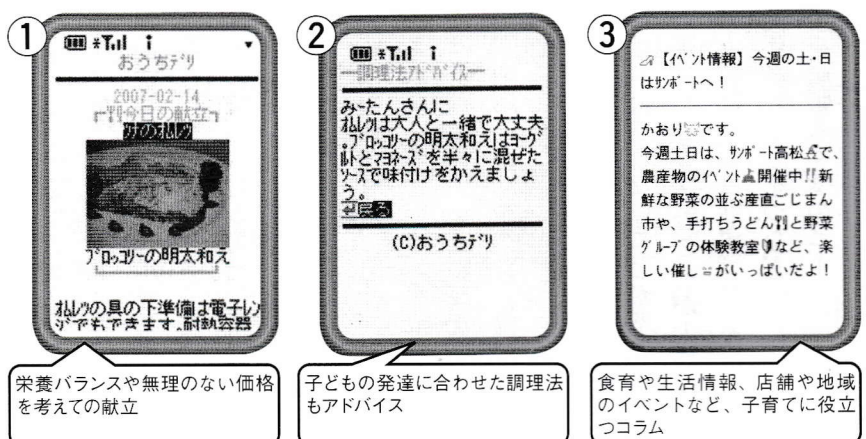 ①
おうちデリ
2007-02-14
今日の献立
ブロッコリーの明太和え
オムレツの具の下準備は電子レン
ジでもできます。耐熱容器
栄養バランスや無理のない価格
を考えての献立
②
―調理法アドバイス―
みーたんさんに
オムレツは大人と一緒で大丈夫
。ブロッコリーの明太和えはヨーグ
ルトとマヨネーズを半々に混ぜた
ソースで味付けをかえましょ
う。
戻る
(C)おうちデリ
子どもの発達に合わせた調理法
もアドバイス
③
【イベント情報】今週の土・日
はサンポートへ！
かおりです。
今週土日は、サンポート高松で、
農産物のイベント開催中!!新
鮮な野菜の並ぶ産直ごじまん
市や、手打ちうどんと野菜
グループの体験教室など、楽
しい催しがいっぱいだよ！
食育や生活情報、店舗や地域
のイベントなど、子育てに役立
つコラム